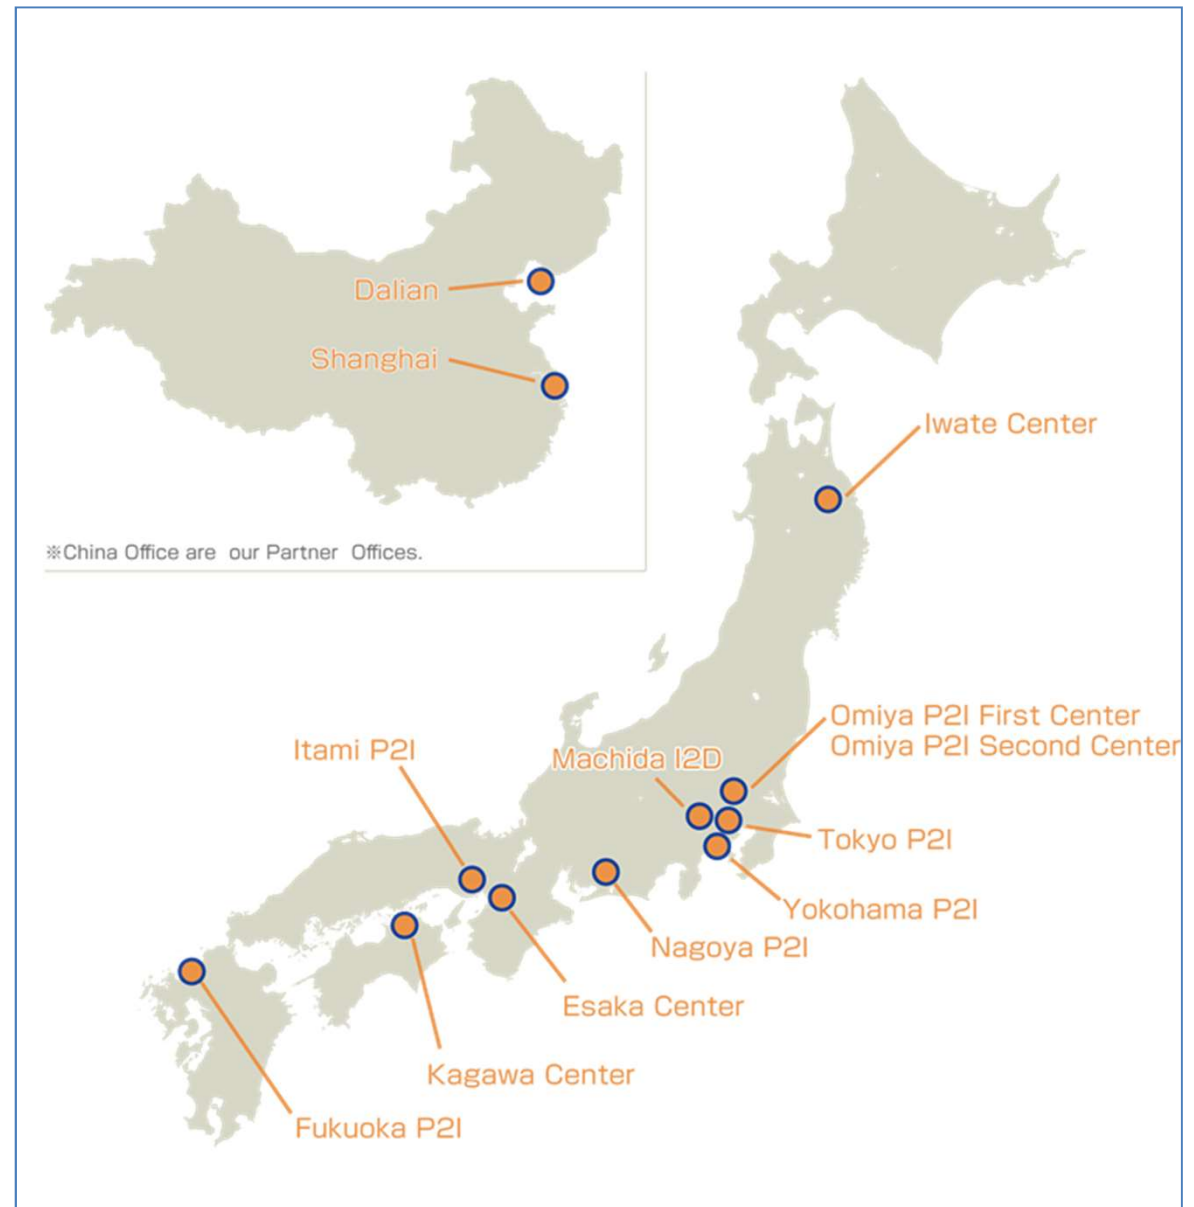 Dalian
Shanghai
※China Office are our Partner Offices.
Iwate Center
Omiya P2I First Center
Omiya P2I Second Center
Itami P2I
Machida I2D
Tokyo P2I
Yokohama P2I
Nagoya P2I
Esaka Center
Kagawa Center
Fukuoka P2I